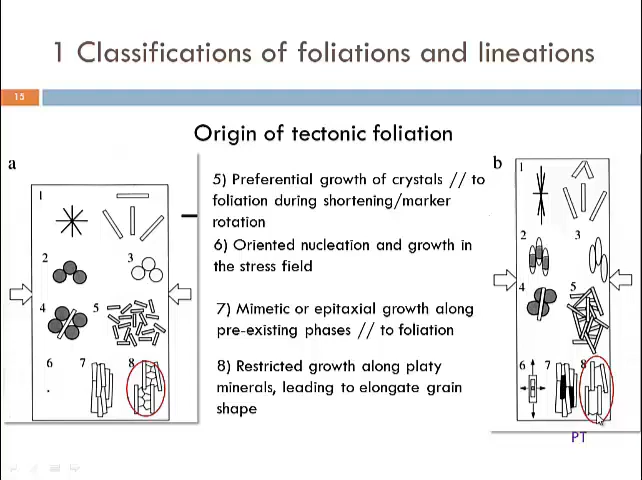 1 Classifications of foliations and lineations
15
Origin of tectonic foliation
a
1
2
3
4
5
6
7
8
5) Preferential growth of crystals // to
foliation during shortening/marker
rotation
6) Oriented nucleation and growth in
the stress field
7) Mimetic or epitaxial growth along
pre-existing phases // to foliation
8) Restricted growth along platy
minerals, leading to elongate grain
shape
b
1
2
3
4
5
6
7
8
PT